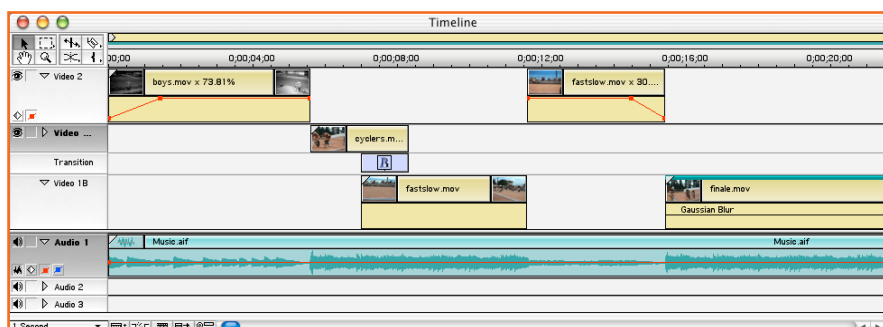 Timeline
00;00 0;00;04;00 0;00;08;00 0;00;12;00 0;00;16;00 0;00;20;00
Video 2
boys.mov × 73.81% fastslow.mov × 30....
Video ...
cyclers.m...
Transition
Video 1B
fastslow.mov finale.mov
Gaussian Blur
Audio 1
Music.aif Music.aif
Audio 2
Audio 3
1 Second